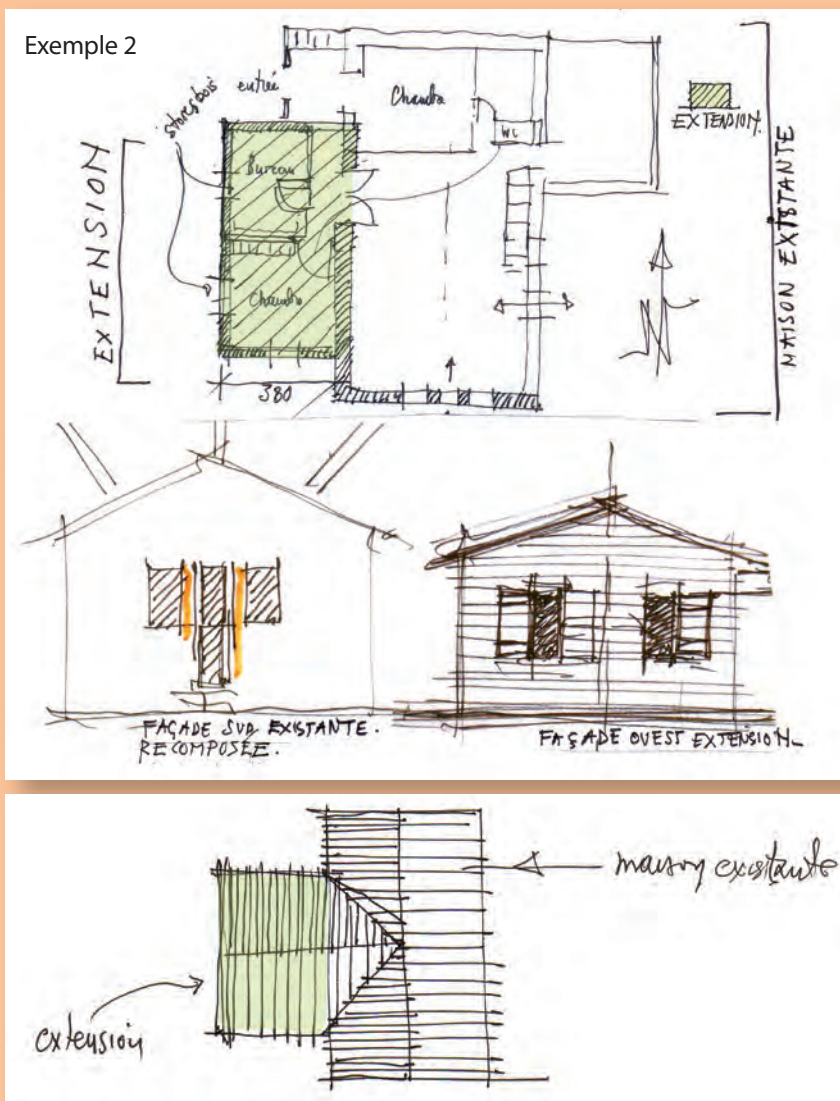 Exemple 2
entrée
stores bois
Chambre
WC
EXTENSION.
EXTENSION
Bureau
Chambre
MAISON EXISTANTE
N
380
FAÇADE SUD EXISTANTE.
RECOMPOSÉE.
FAÇADE OUEST EXTENSION_
maison existante
extension